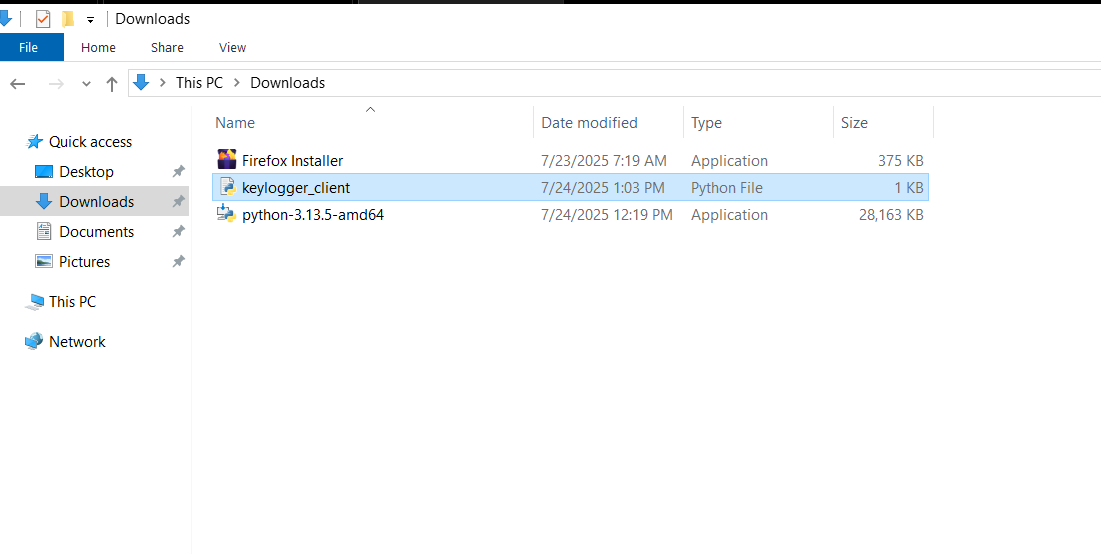 Downloads
File Home Share View
This PC Downloads
Name Date modified Type Size
Quick access
Desktop
Downloads
Documents
Pictures
This PC
Network
Firefox Installer 7/23/2025 7:19 AM Application 375 KB
keylogger_client 7/24/2025 1:03 PM Python File 1 KB
python-3.13.5-amd64 7/24/2025 12:19 PM Application 28,163 KB